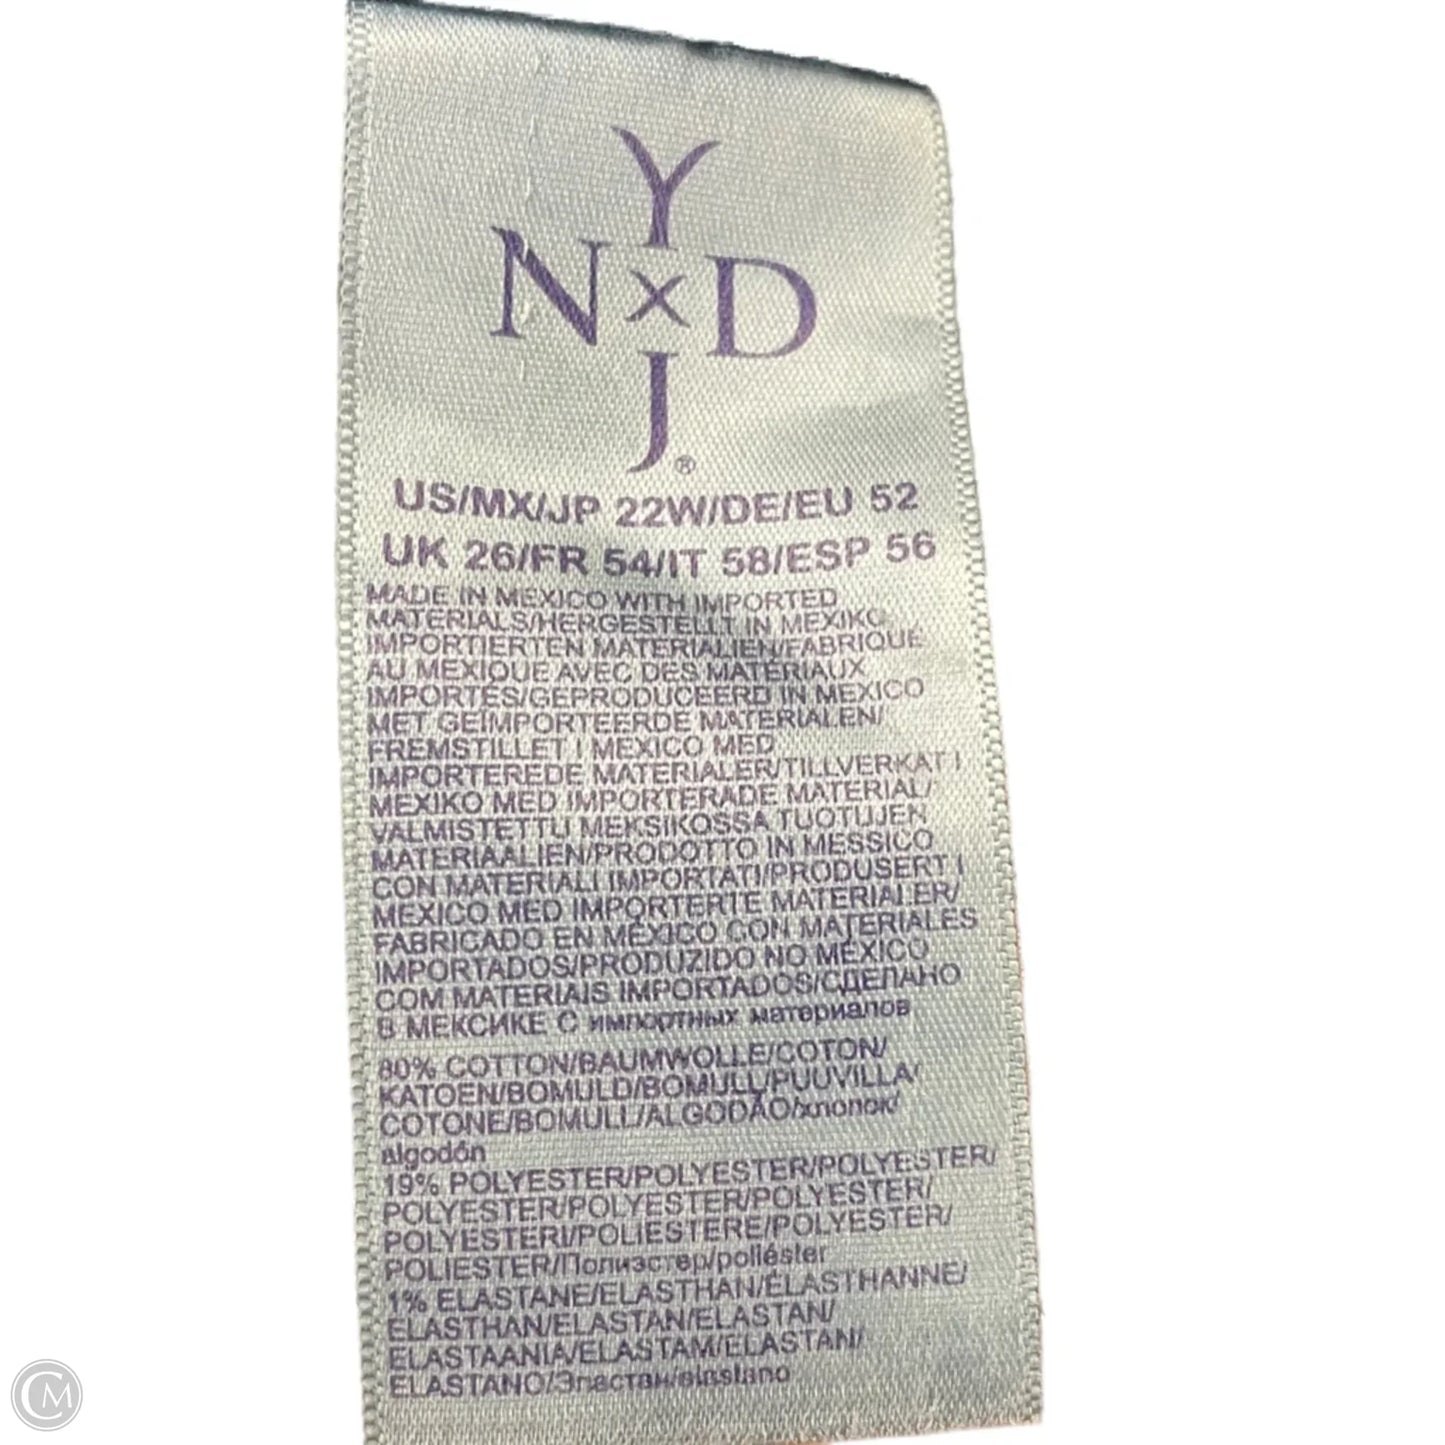 Y
N x D
J®
US/MX/JP 22W/DE/EU 52
UK 26/FR 54/IT 58/ESP 56
MADE IN MEXICO WITH IMPORTED
MATERIALS/HERGESTELLT IN MEXIKO
IMPORTIERTEN MATERIALIEN/FABRIQUÉ
AU MEXIQUE AVEC DES MATÉRIAUX
IMPORTÉS/GEPRODUCEERD IN MEXICO
MET GEÏMPORTEERDE MATERIALEN/
FREMSTILLET I MEXICO MED
IMPORTEREDE MATERIALER/TILLVERKAT I
MEXIKO MED IMPORTERADE MATERIAL/
VALMISTETTU MEKSIKOSSA TUOTUJEN
MATERIAALIEN/PRODOTTO IN MESSICO
CON MATERIALI IMPORTATI/PRODUSERT I
MEXICO MED IMPORTERTE MATERIALER/
FABRICADO EN MÉXICO CON MATERIALES
IMPORTADOS/PRODUZIDO NO MÉXICO
COM MATERIAIS IMPORTADOS/СДЕЛАНО
В МЕКСИКЕ С импортных материалов
80% COTTON/BAUMWOLLE/COTON/
KATOEN/BOMULD/BOMULL/PUUVILLA/
COTONE/BOMULL/ALGODÃO/хлопок/
algodón
19% POLYESTER/POLYESTER/POLYESTER/
POLYESTER/POLYESTER/POLYESTER/
POLYESTERI/POLIESTERE/POLYESTER/
POLIESTER/Полиэстер/poliéster
1% ELASTANE/ELASTHAN/ÉLASTHANNE/
ELASTHAN/ELASTAN/ELASTAN/
ELASTAANIA/ELASTAM/ELASTAN/
ELASTANO/Эластан/elastano
CM